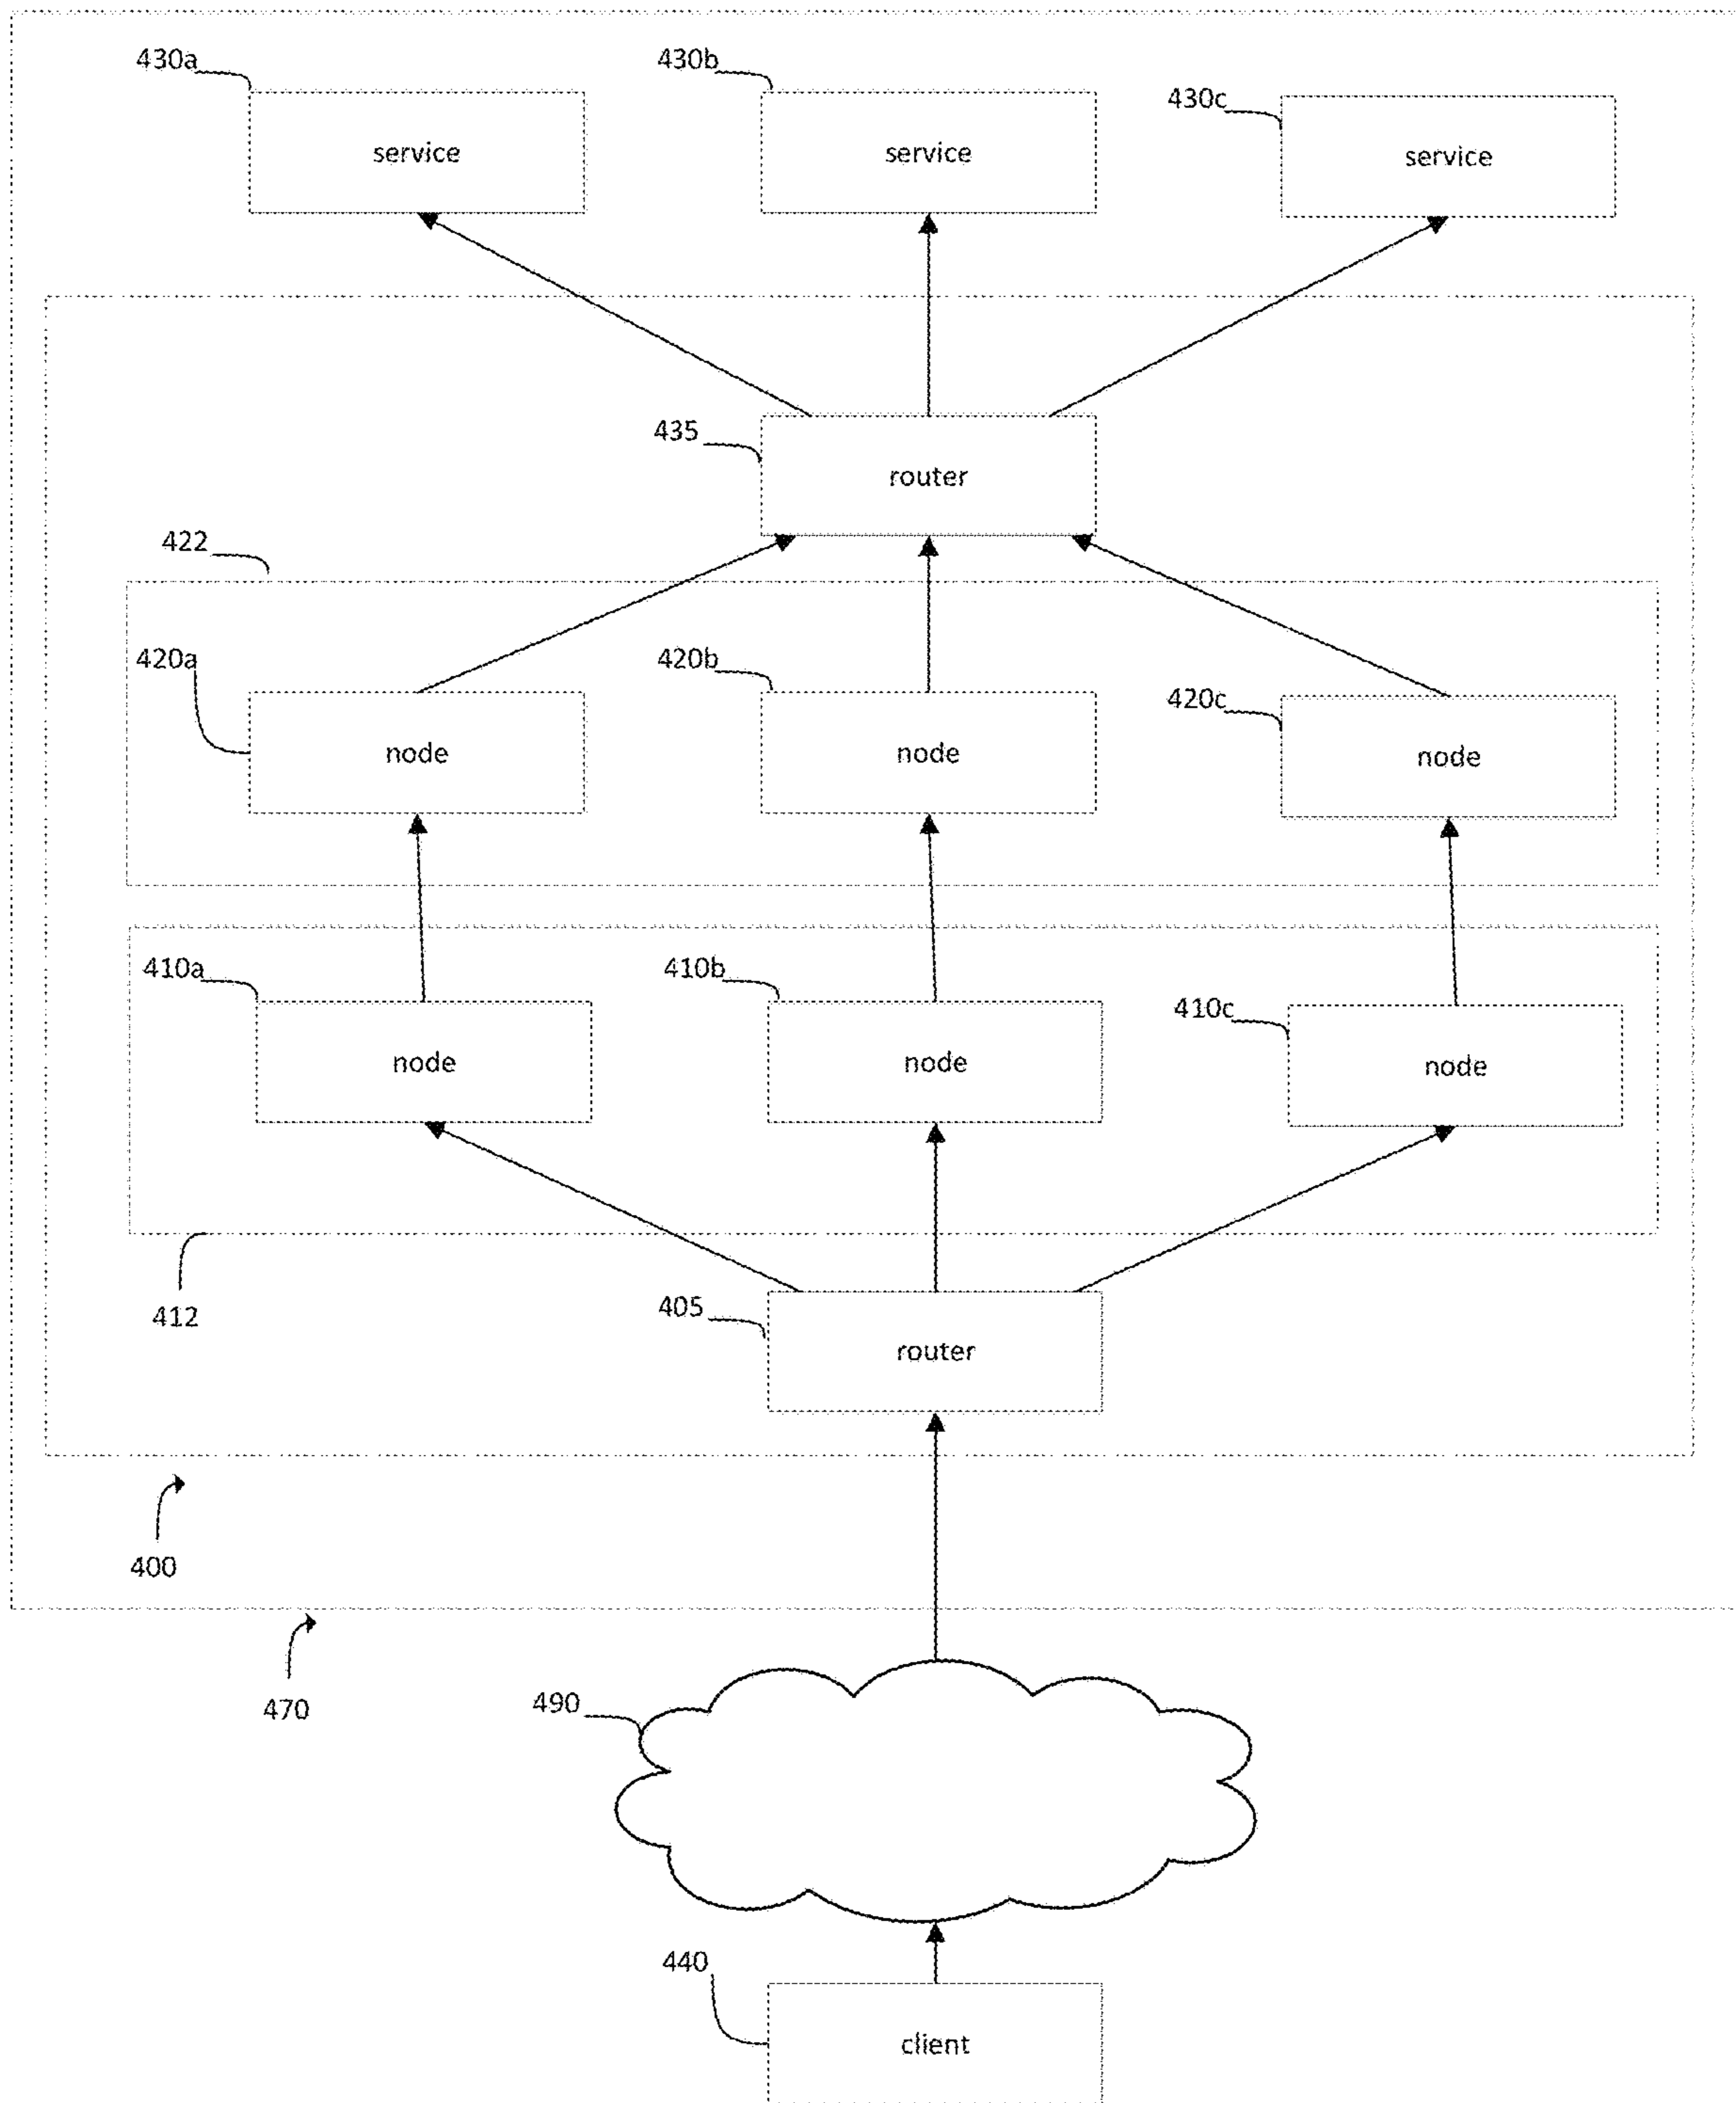 430a
430b
430c
service
service
service
435
router
422
420a
420b
420c
node
node
node
410a
410b
410c
node
node
node
412
405
router
400
470
490
440
client